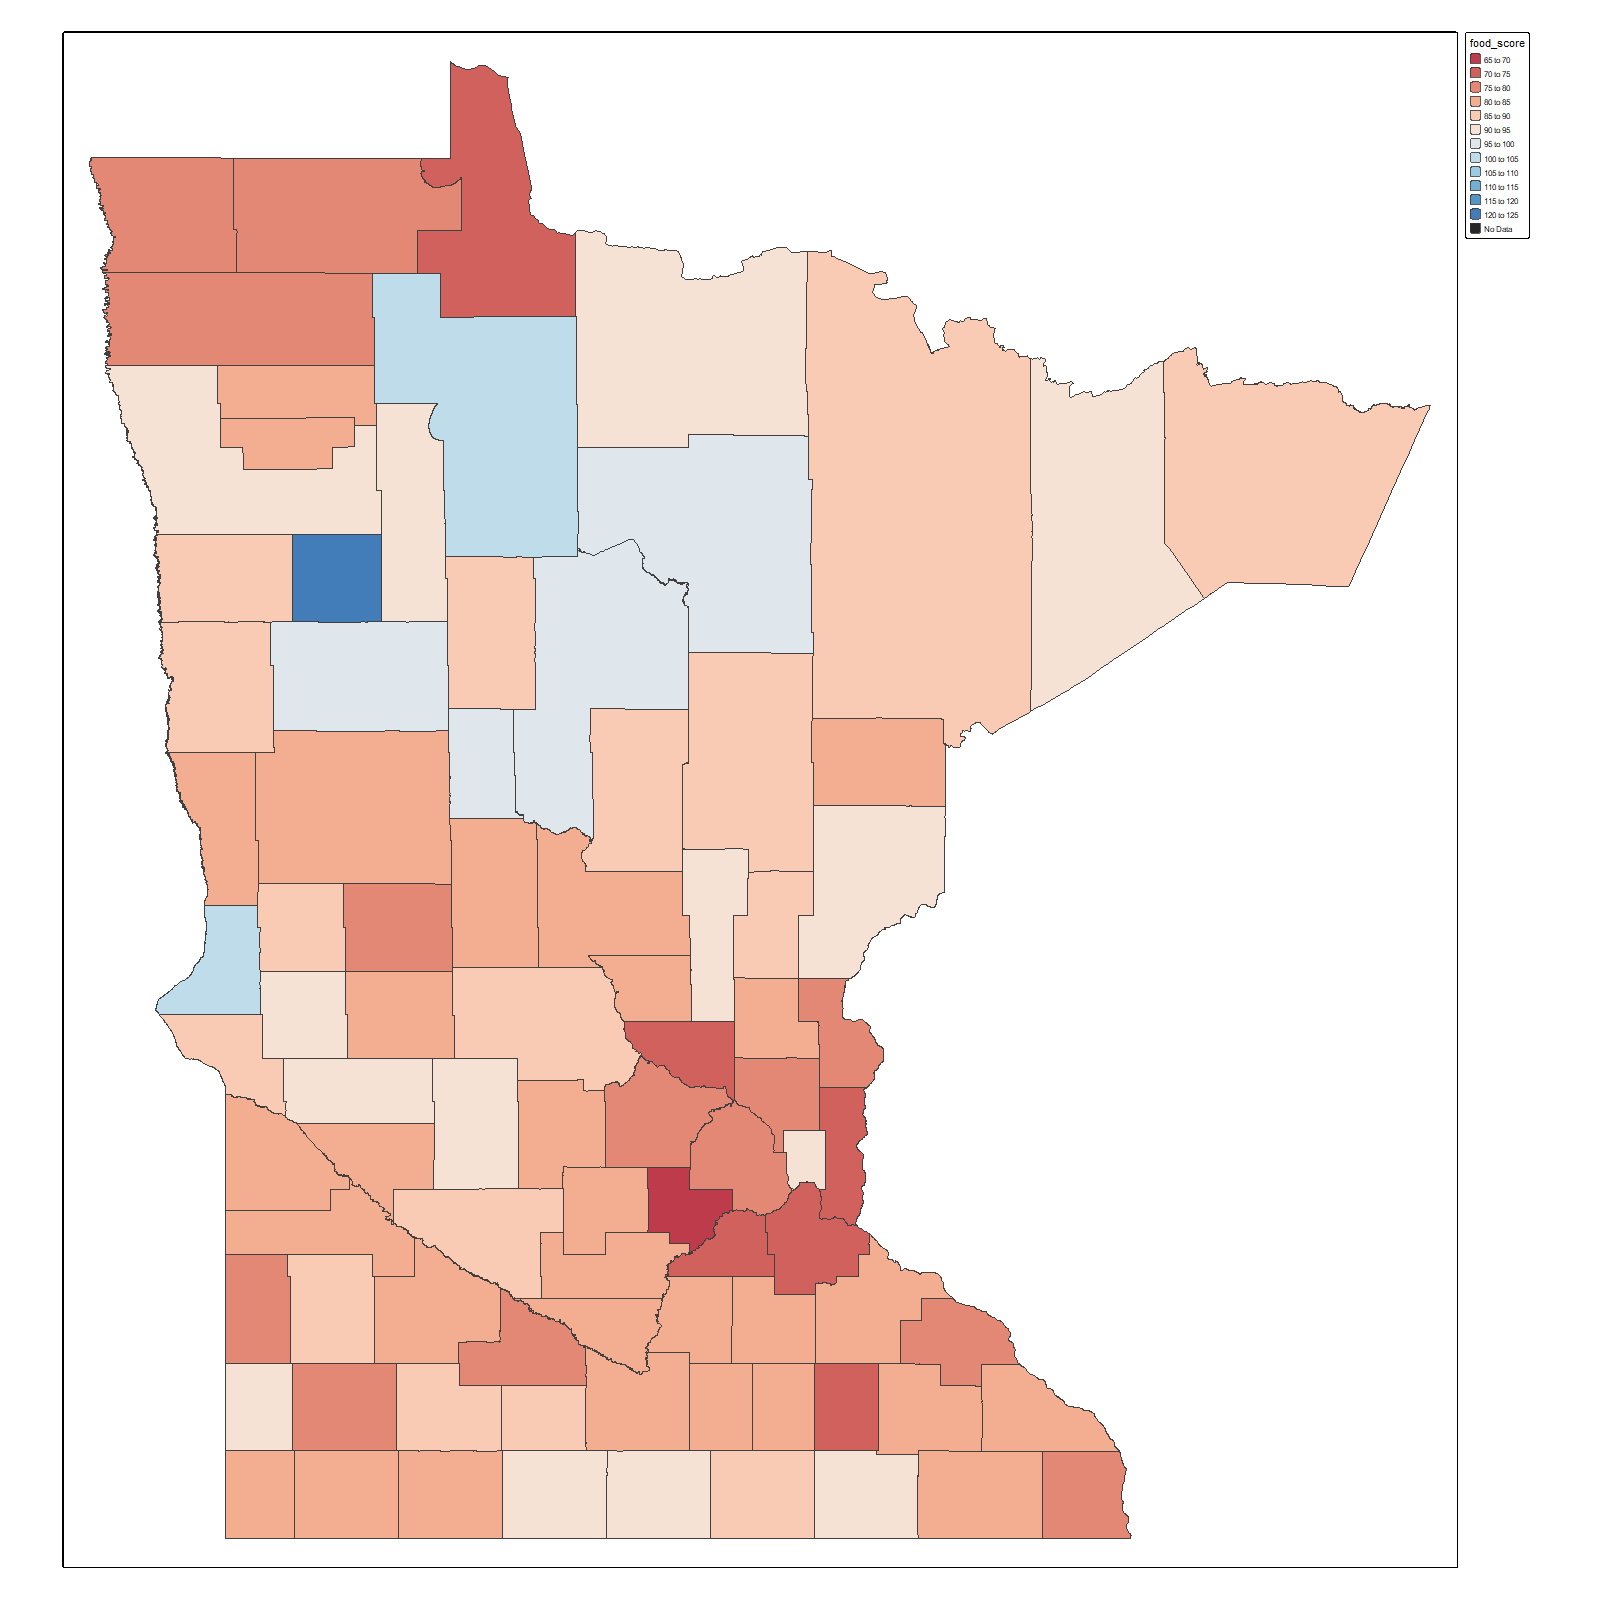 food_score
65 to 70
70 to 75
75 to 80
80 to 85
85 to 90
90 to 95
95 to 100
100 to 105
105 to 110
110 to 115
115 to 120
120 to 125
No Data